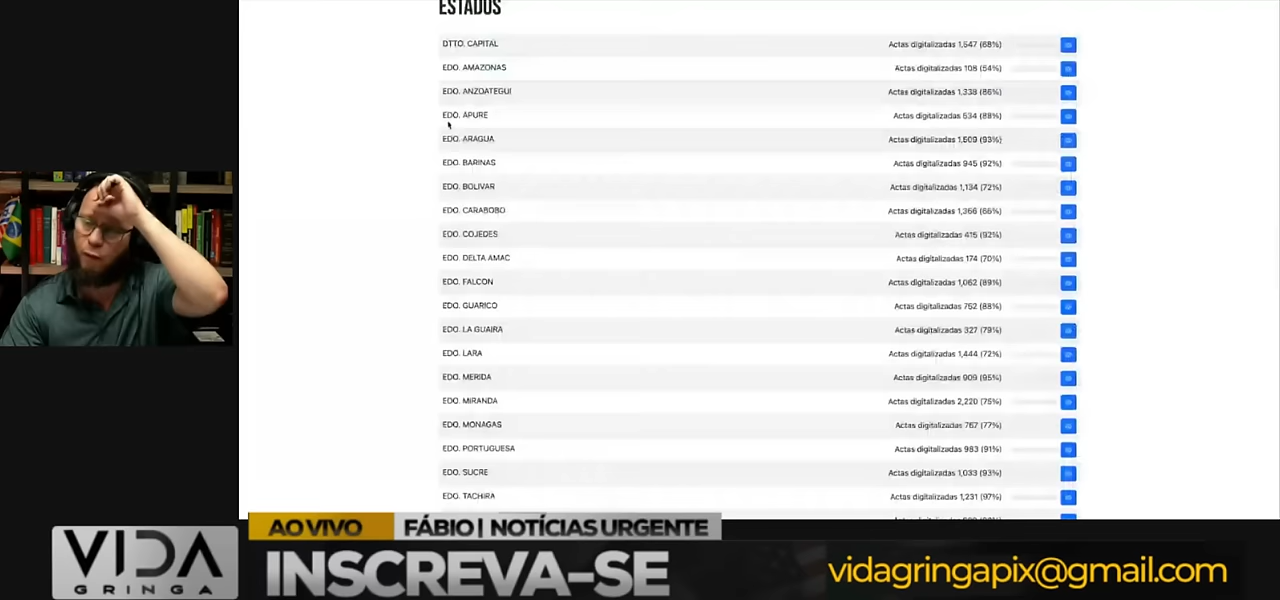 ESTADOS
DTTO. CAPITAL Actas digitalizadas 1,547 (68%)
EDO. AMAZONAS Actas digitalizadas 108 (54%)
EDO. ANZOATEGUI Actas digitalizadas 1,338 (86%)
EDO. APURE Actas digitalizadas 534 (88%)
EDO. ARAGUA Actas digitalizadas 1,509 (93%)
EDO. BARINAS Actas digitalizadas 945 (92%)
EDO. BOLIVAR Actas digitalizadas 1,134 (72%)
EDO. CARABOBO Actas digitalizadas 1,356 (65%)
EDO. COJEDES Actas digitalizadas 415 (92%)
EDO. DELTA AMAC Actas digitalizadas 174 (70%)
EDO. FALCON Actas digitalizadas 1,062 (89%)
EDO. GUARICO Actas digitalizadas 752 (88%)
EDO. LA GUAIRA Actas digitalizadas 327 (79%)
EDO. LARA Actas digitalizadas 1,444 (72%)
EDO. MERIDA Actas digitalizadas 909 (95%)
EDO. MIRANDA Actas digitalizadas 2,220 (75%)
EDO. MONAGAS Actas digitalizadas 767 (77%)
EDO. PORTUGUESA Actas digitalizadas 983 (91%)
EDO. SUCRE Actas digitalizadas 1,033 (93%)
EDO. TACHIRA Actas digitalizadas 1,231 (97%)
AO VIVO FÁBIO | NOTÍCIAS URGENTE
VIDA
GRINGA
INSCREVA-SE
vidagringapix@gmail.com